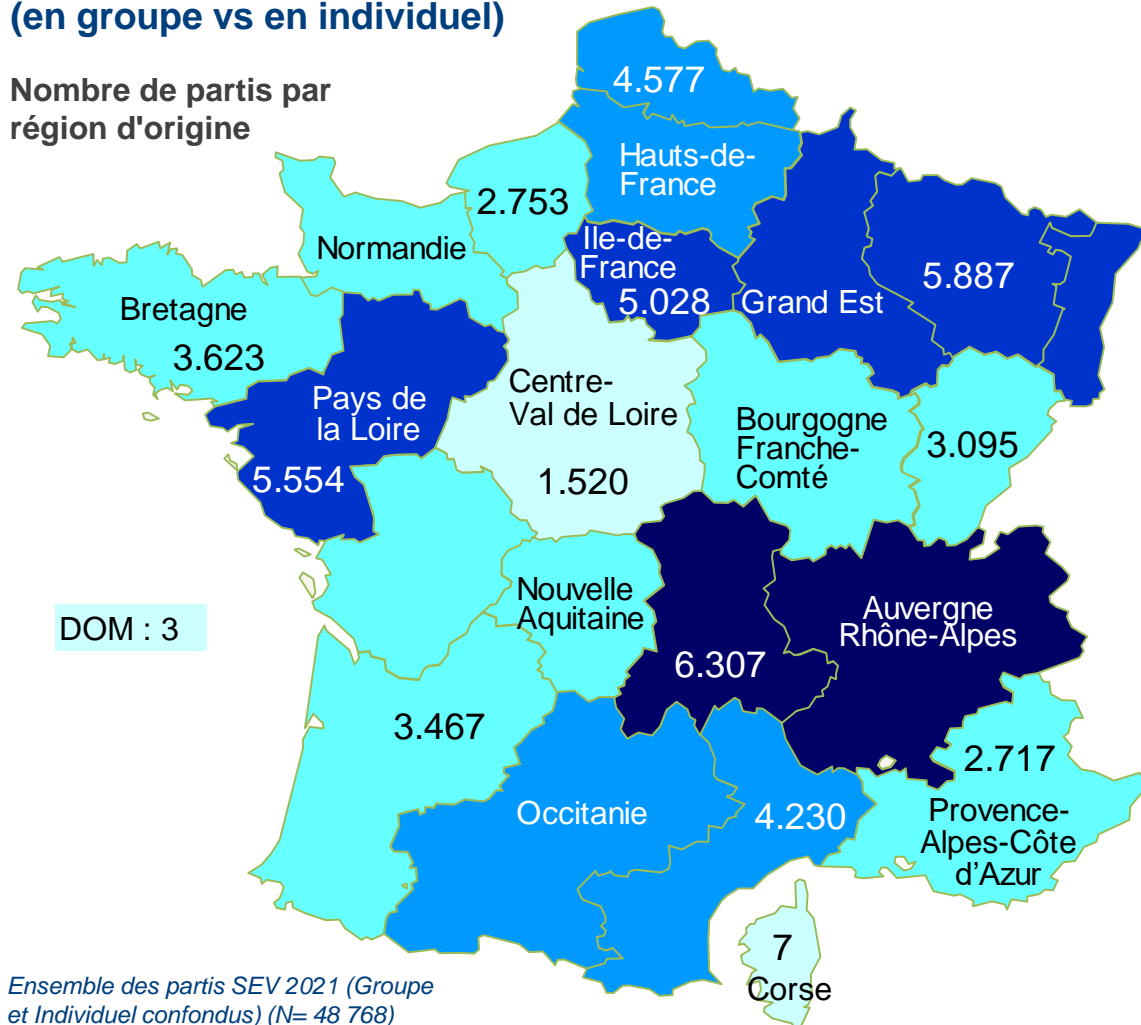 (en groupe vs en individuel)
Nombre de partis par
région d'origine
4.577
Hauts-de-
France
2.753
Normandie
Ile-de-
France
5.028
Grand Est
5.887
Bretagne
3.623
Pays de
la Loire
5.554
Centre-
Val de Loire
1.520
Bourgogne
Franche-
Comté
3.095
Nouvelle
Aquitaine
3.467
DOM : 3
Auvergne
Rhône-Alpes
6.307
2.717
Provence-
Alpes-Côte
d’Azur
Occitanie
4.230
7
Corse
Ensemble des partis SEV 2021 (Groupe
et Individuel confondus) (N= 48 768)